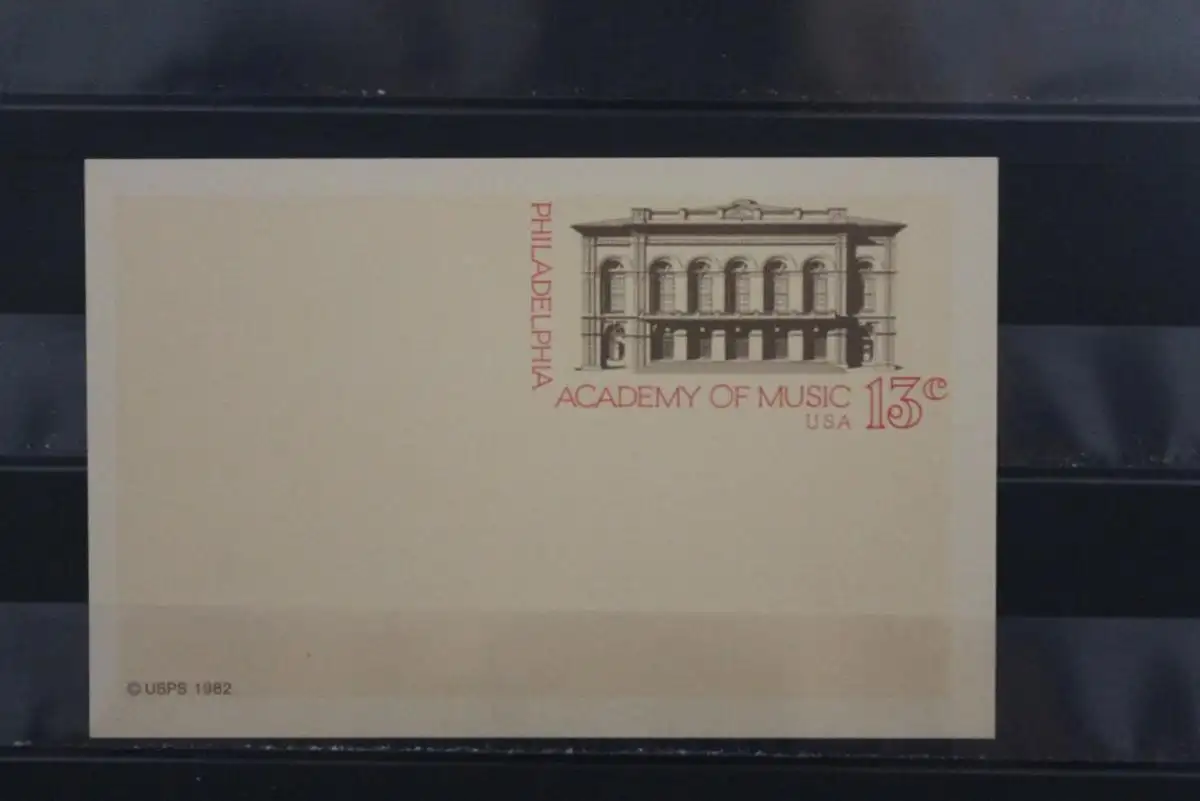 PHILADELPHIA
ACADEMY OF MUSIC
USA 13c
© USPS 1982